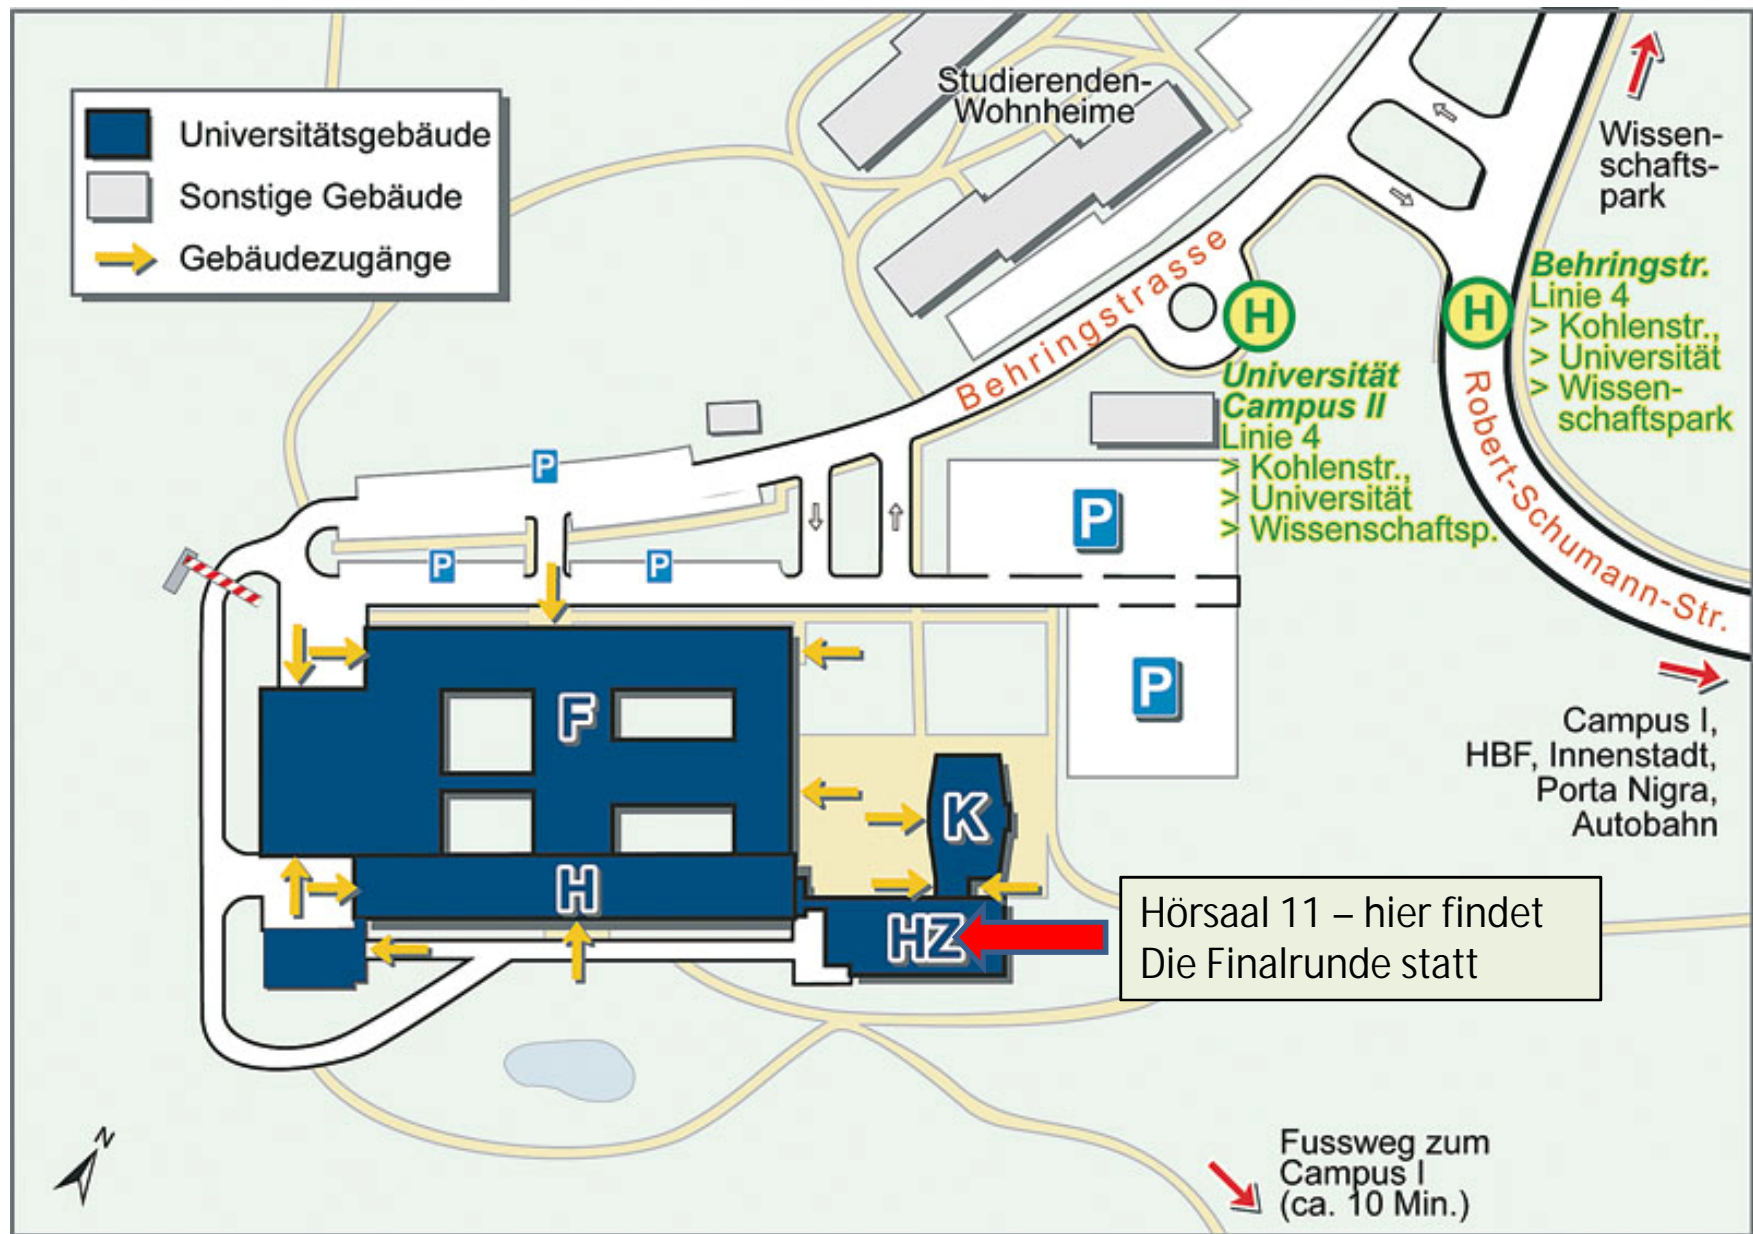 Universitätsgebäude
Sonstige Gebäude
Gebäudezugänge
Studierenden-
Wohnheime
Wissen-
schafts-
park
Behringstrasse
H
H
Behringstr.
Linie 4
> Kohlenstr.,
> Universität
> Wissen-
schaftspark
Universität
Campus II
Linie 4
> Kohlenstr.,
> Universität
> Wissenschaftsp.
Robert-Schumann-Str.
P
P
P
P
P
Campus I,
HBF, Innenstadt,
Porta Nigra,
Autobahn
F
K
H
HZ
Hörsaal 11 – hier findet
Die Finalrunde statt
N
Fussweg zum
Campus I
(ca. 10 Min.)